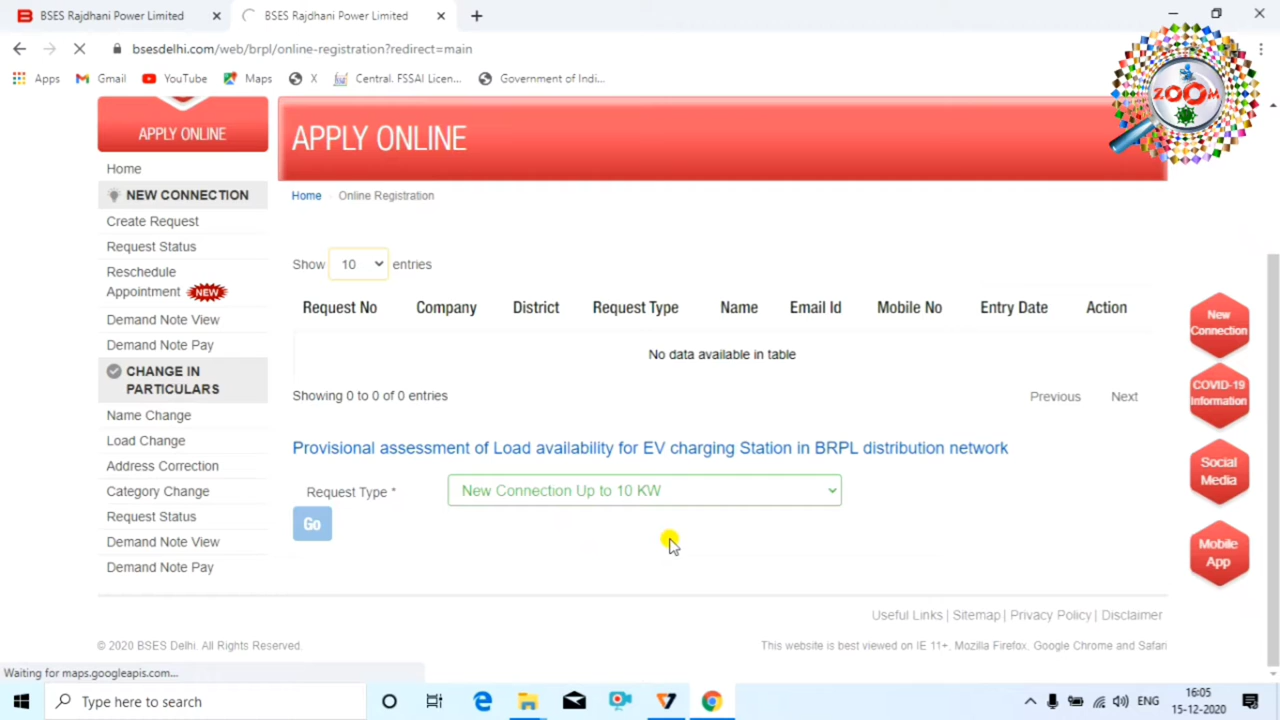 BSES Rajdhani Power Limited
BSES Rajdhani Power Limited
bsesdelhi.com/web/brpl/online-registration?redirect=main
Apps
Gmail
YouTube
Maps
X
Central. FSSAI Licen...
Government of Indi...
ZOOM
APPLY ONLINE
Home
NEW CONNECTION
Create Request
Request Status
Reschedule
Appointment NEW
Demand Note View
Demand Note Pay
CHANGE IN
PARTICULARS
Name Change
Load Change
Address Correction
Category Change
Request Status
Demand Note View
Demand Note Pay
APPLY ONLINE
Home Online Registration
Show 10 entries
Request No Company District Request Type Name Email Id Mobile No Entry Date Action
No data available in table
Showing 0 to 0 of 0 entries
Previous Next
Provisional assessment of Load availability for EV charging Station in BRPL distribution network
Request Type * New Connection Up to 10 KW
Go
New
Connection
COVID-19
Information
Social
Media
Mobile
App
Useful Links | Sitemap | Privacy Policy | Disclaimer
© 2020 BSES Delhi. All Rights Reserved.
This website is best viewed on IE 11+, Mozilla Firefox, Google Chrome and Safari
Waiting for maps.googleapis.com...
Type here to search
ENG
16:05
15-12-2020